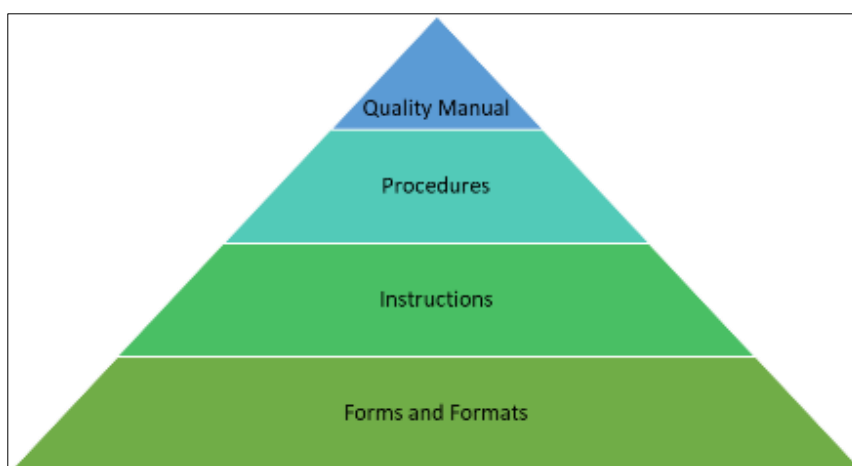 Quality Manual
Procedures
Instructions
Forms and Formats